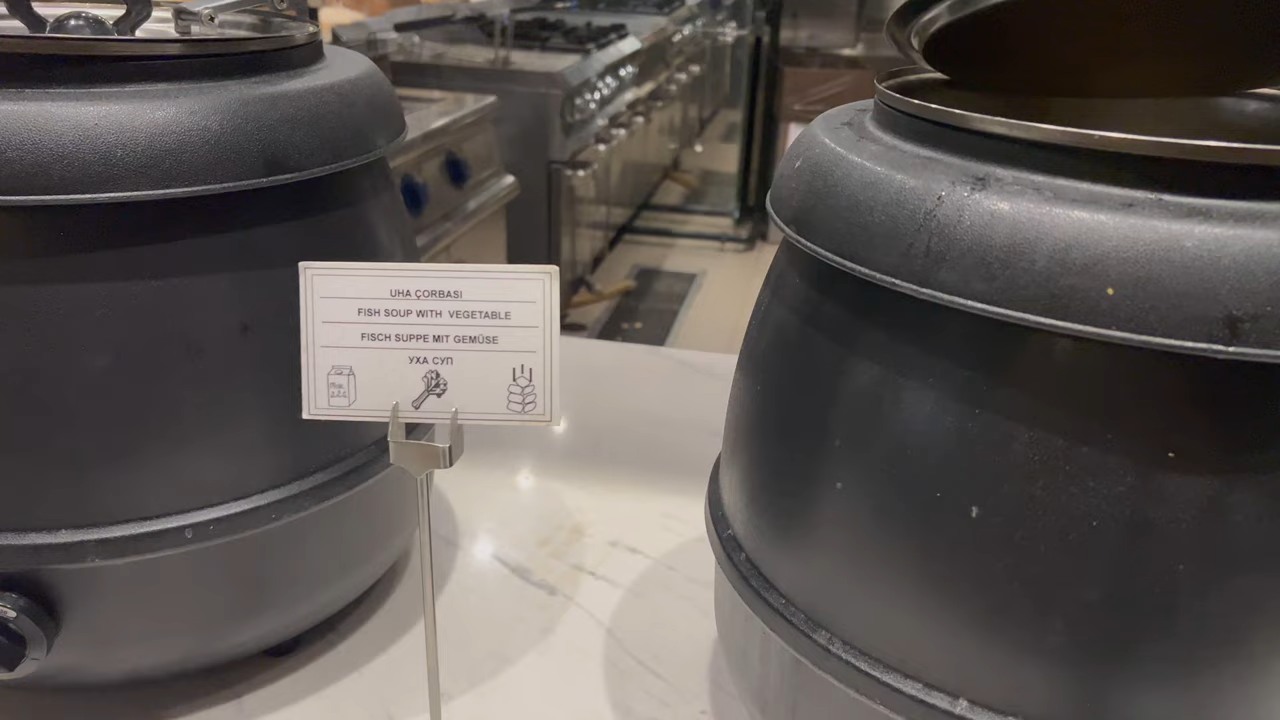 UHA ÇORBASI
FISH SOUP WITH VEGETABLE
FISCH SUPPE MIT GEMÜSE
УХА СУП